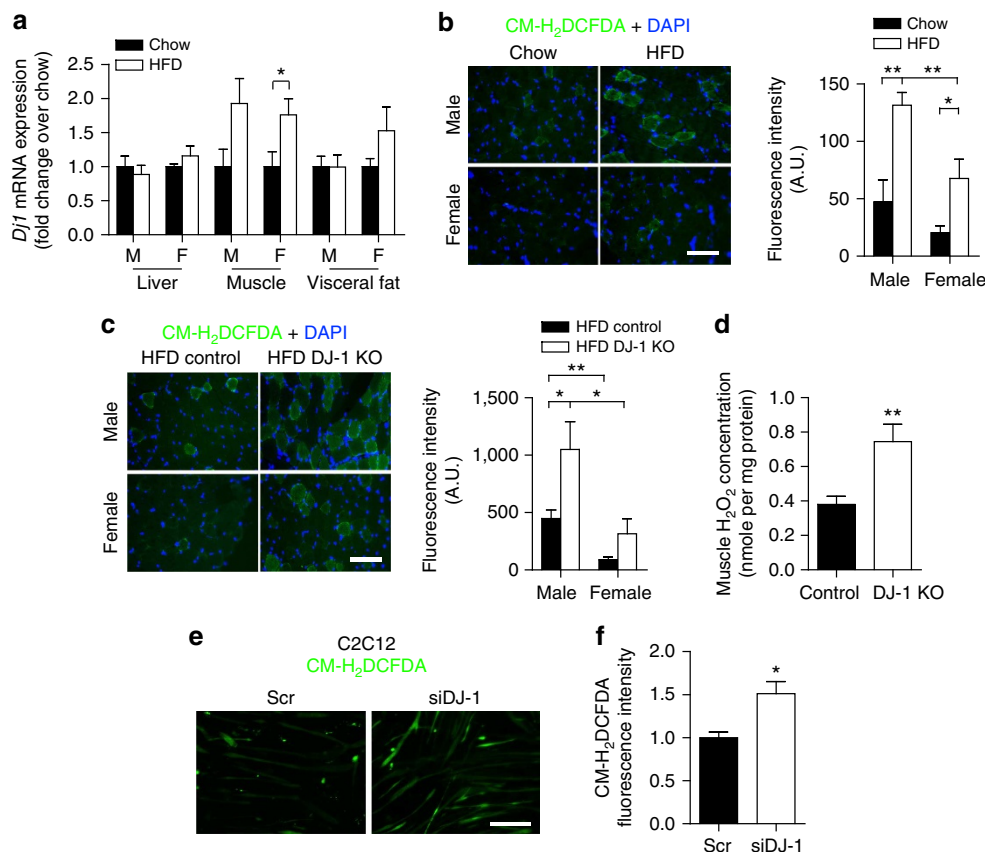 a
Chow
HFD
Dj1 mRNA expression
(fold change over chow)
2.5
2.0
1.5
1.0
0.5
0.0
*
M F M F M F
Liver Muscle Visceral fat
b
CM-H₂DCFDA + DAPI
Chow HFD
Male
Female
Chow
HFD
Fluorescence intensity
(A.U.)
150
100
50
0
** **
*
Male Female
c
CM-H₂DCFDA + DAPI
HFD control HFD DJ-1 KO
Male
Female
HFD control
HFD DJ-1 KO
Fluorescence intensity
(A.U.)
1,500
1,000
500
0
**
* *
Male Female
d
Muscle H₂O₂ concentration
(nmole per mg protein)
1.0
0.8
0.6
0.4
0.2
0.0
**
Control DJ-1 KO
e
C2C12
CM-H₂DCFDA
Scr siDJ-1
f
CM-H₂DCFDA
fluorescence intensity
2.0
1.5
1.0
0.5
0.0
*
Scr siDJ-1